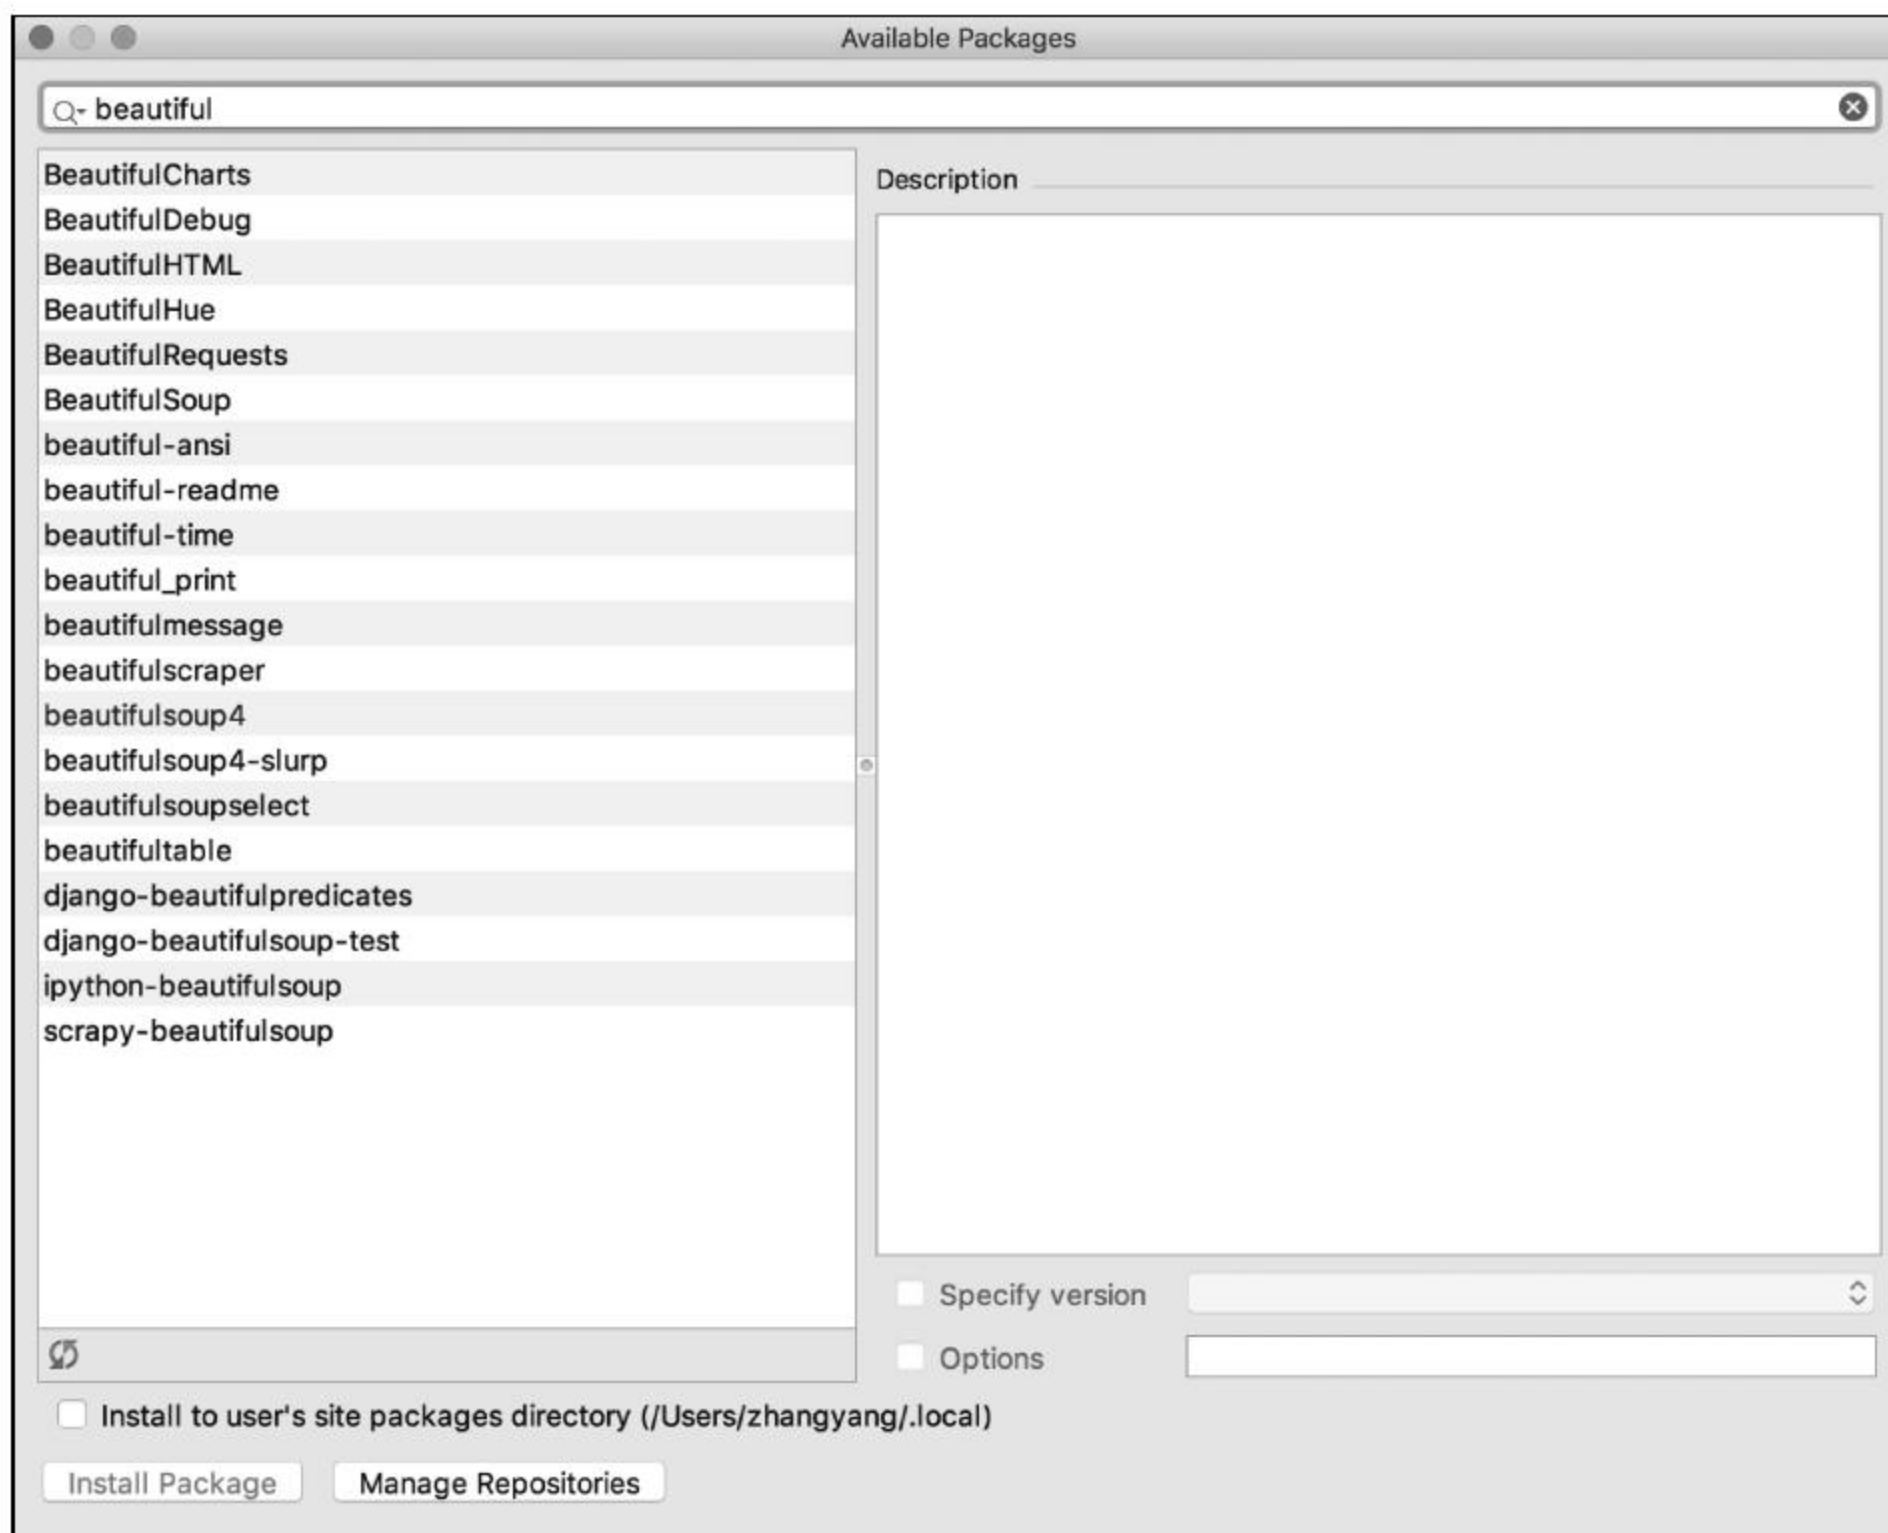 Available Packages
beautiful
BeautifulCharts
BeautifulDebug
BeautifulHTML
BeautifulHue
BeautifulRequests
BeautifulSoup
beautiful-ansi
beautiful-readme
beautiful-time
beautiful_print
beautifulmessage
beautifulscraper
beautifulsoup4
beautifulsoup4-slurp
beautifulsoupselect
beautifultable
django-beautifulpredicates
django-beautifulsoup-test
ipython-beautifulsoup
scrapy-beautifulsoup
Description
Specify version
Options
Install to user's site packages directory (/Users/zhangyang/.local)
Install Package Manage Repositories